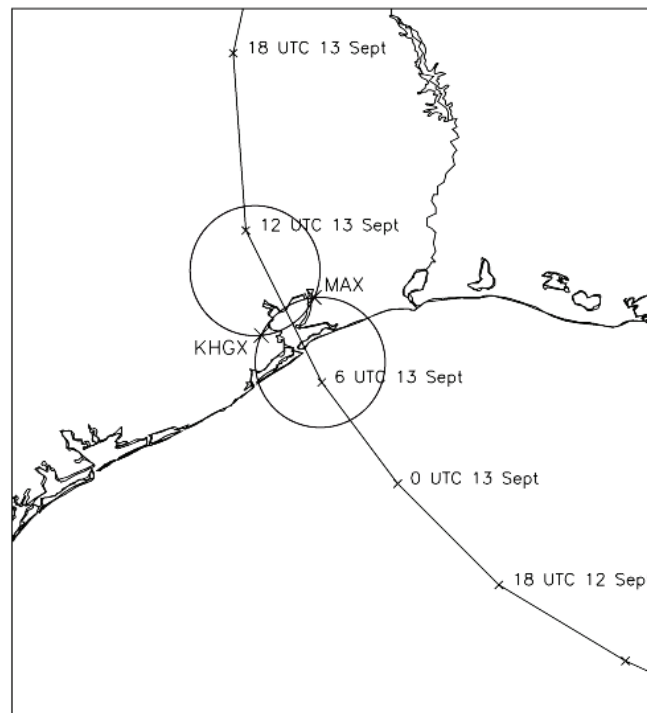 18 UTC 13 Sept
12 UTC 13 Sept
MAX
KHGX
6 UTC 13 Sept
0 UTC 13 Sept
18 UTC 12 Sep